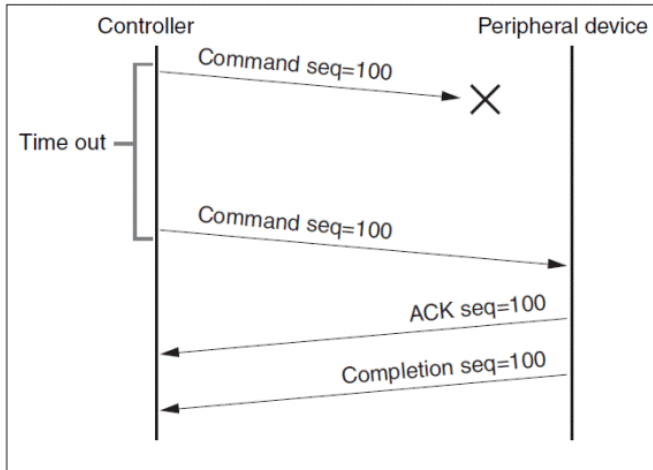 Controller
Peripheral device
Command seq=100
Time out
Command seq=100
ACK seq=100
Completion seq=100